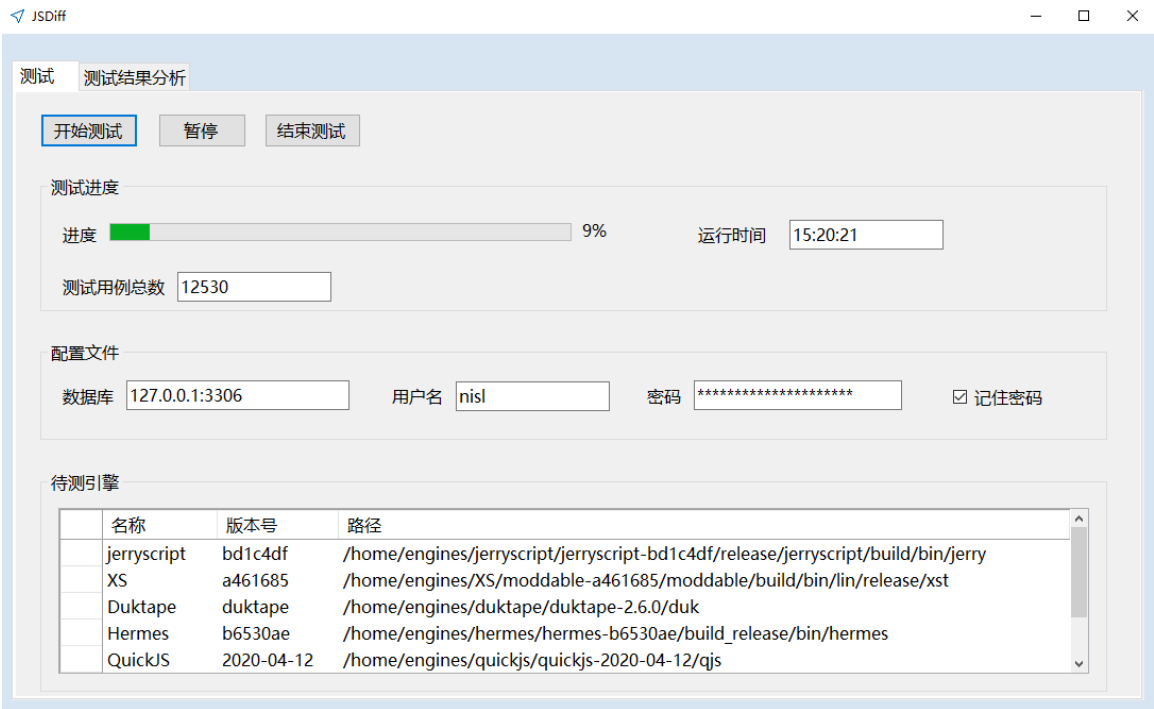 JSDiff
测试 测试结果分析
开始测试 暂停 结束测试
测试进度
进度 9% 运行时间 15:20:21
测试用例总数 12530
配置文件
数据库 127.0.0.1:3306 用户名 nisl 密码 ********************* 记住密码
待测引擎
名称 版本号 路径
jerryscript bd1c4df /home/engines/jerryscript/jerryscript-bd1c4df/release/jerryscript/build/bin/jerry
XS a461685 /home/engines/XS/moddable-a461685/moddable/build/bin/lin/release/xst
Duktape duktape /home/engines/duktape/duktape-2.6.0/duk
Hermes b6530ae /home/engines/hermes/hermes-b6530ae/build_release/bin/hermes
QuickJS 2020-04-12 /home/engines/quickjs/quickjs-2020-04-12/qjs